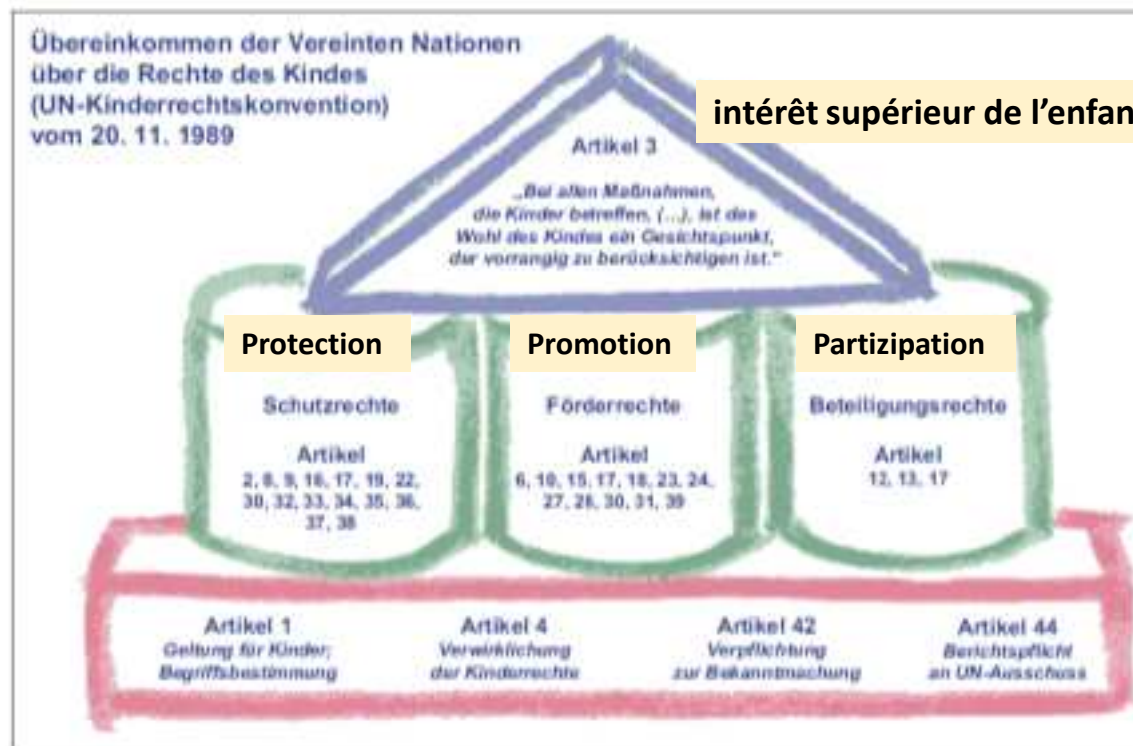 Übereinkommen der Vereinten Nationen
über die Rechte des Kindes
(UN-Kinderrechtskonvention)
vom 20. 11. 1989
intérêt supérieur de l’enfan
Artikel 3
„Bei allen Maßnahmen,
die Kinder betreffen, (...), ist das
Wohl des Kindes ein Gesichtspunkt,
der vorrangig zu berücksichtigen ist.“
Protection
Schutzrechte
Artikel
2, 8, 9, 16, 17, 19, 22,
30, 32, 33, 34, 35, 36,
37, 38
Promotion
Förderrechte
Artikel
6, 10, 15, 17, 18, 23, 24,
27, 28, 30, 31, 39
Partizipation
Beteiligungsrechte
Artikel
12, 13, 17
Artikel 1
Geltung für Kinder;
Begriffsbestimmung
Artikel 4
Verwirklichung
der Kinderrechte
Artikel 42
Verpflichtung
zur Bekanntmachung
Artikel 44
Berichtspflicht
an UN-Ausschuss